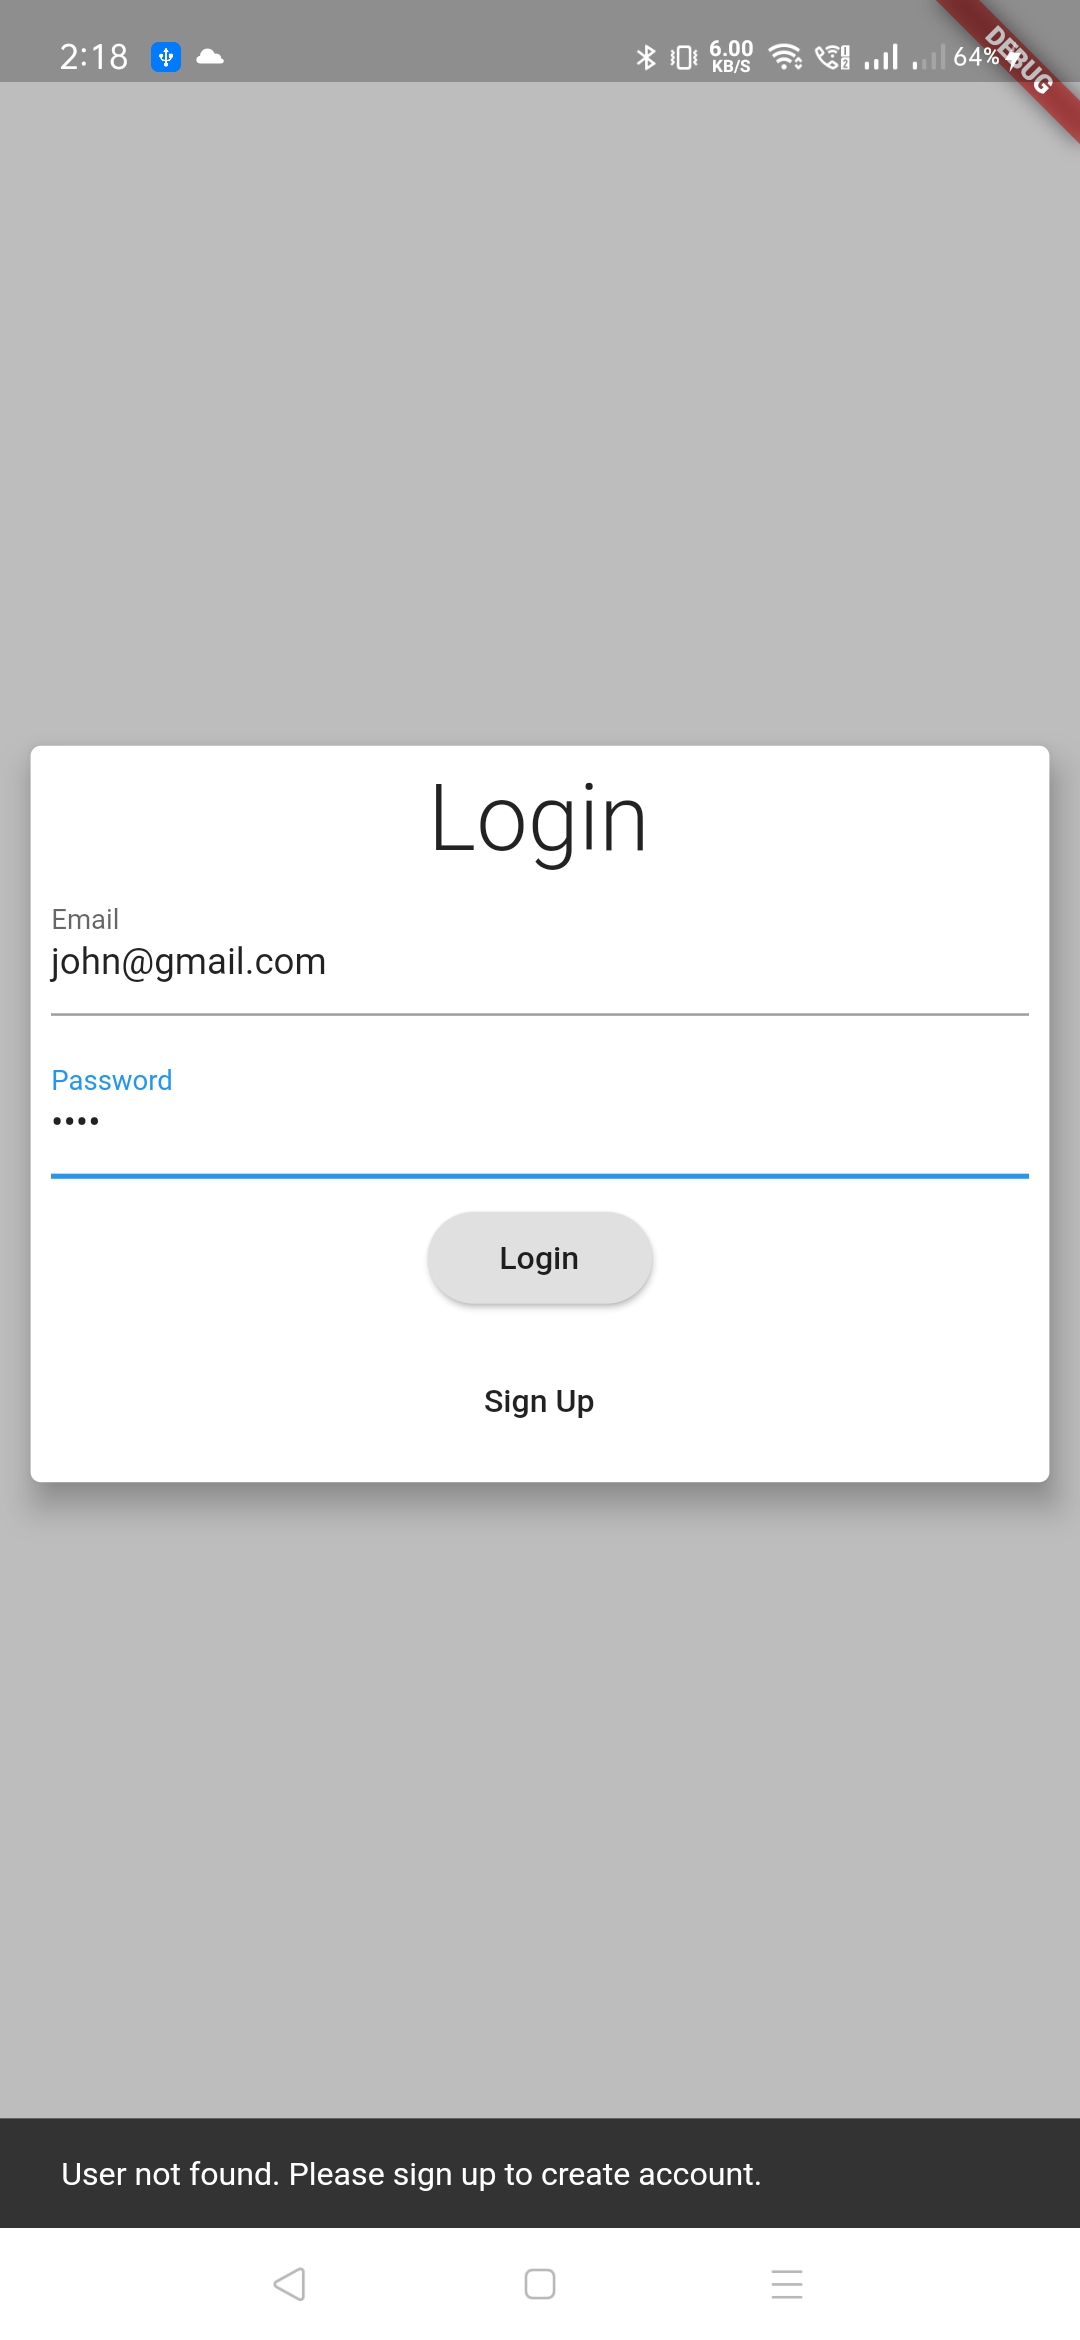 2:18 6.00 64%
KB/S
DEBUG
Login
Email
john@gmail.com
Password
••••
Login
Sign Up
User not found. Please sign up to create account.